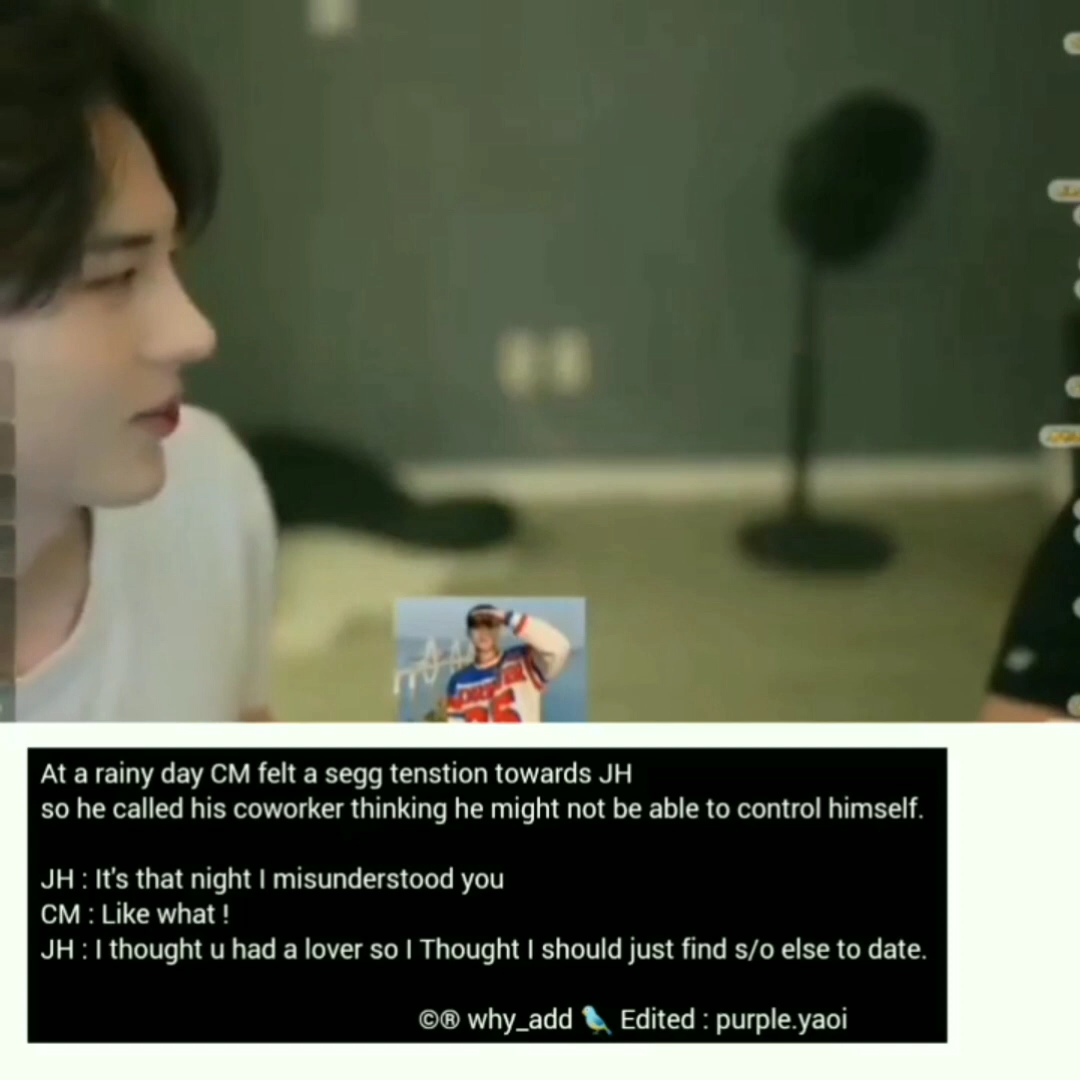 At a rainy day CM felt a segg tenstion towards JH
so he called his coworker thinking he might not be able to control himself.
JH : It's that night I misunderstood you
CM : Like what !
JH : I thought u had a lover so I Thought I should just find s/o else to date.
©® why_add 🐦 Edited : purple.yaoi